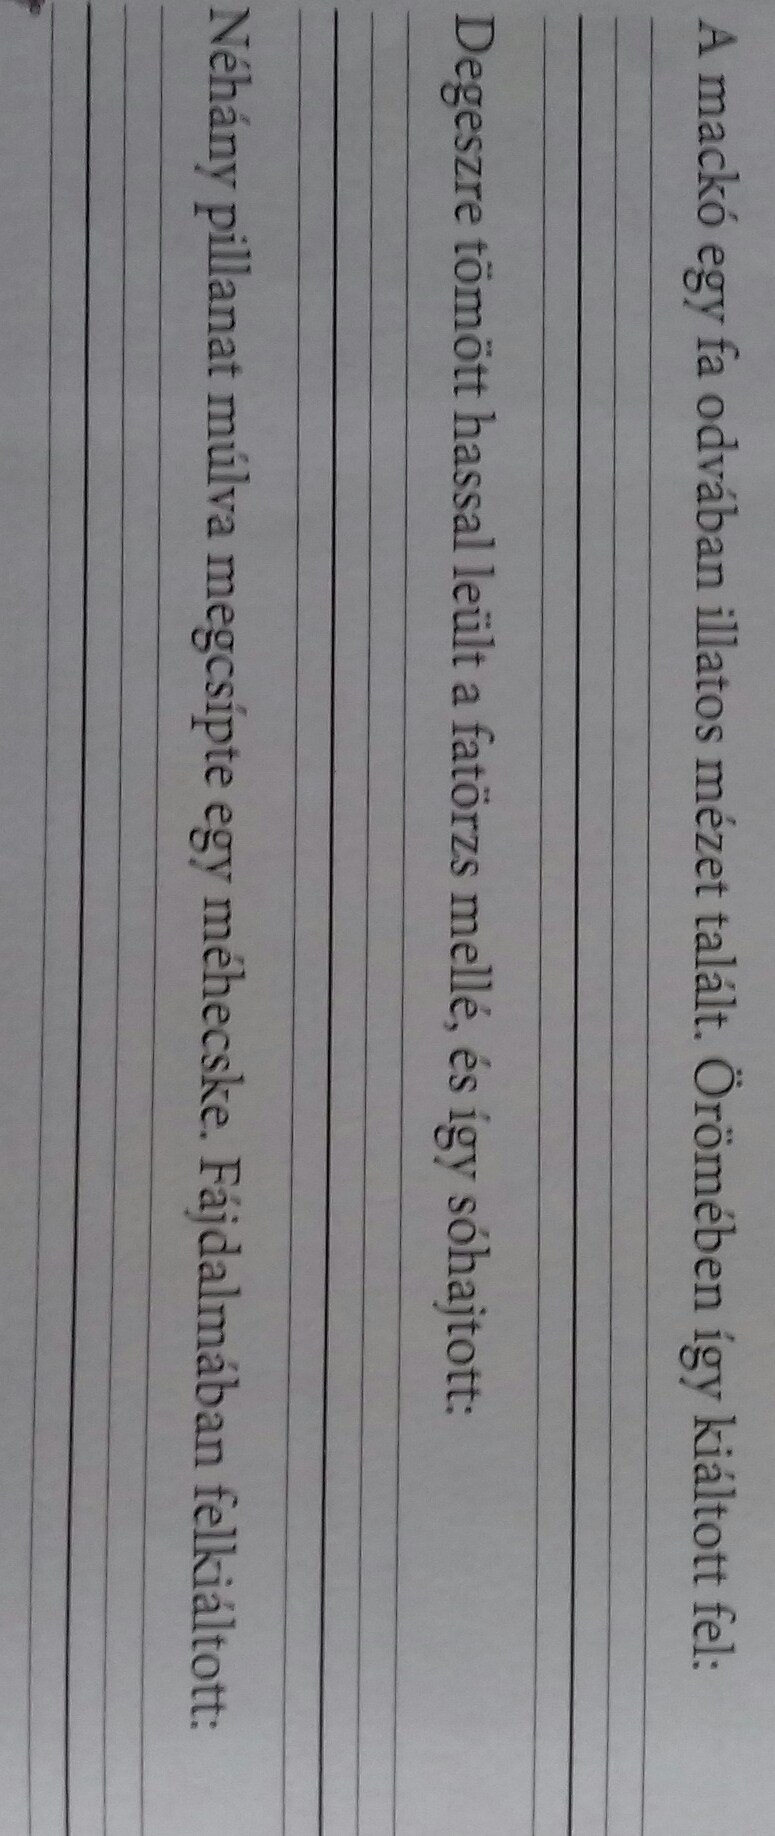 A mackó egy fa odvában illatos mézet talált. Örömében így kiáltott fel:
Degeszre tömött hassal leült a fatörzs mellé, és így sóhajtott:
Néhány pillanat múlva megcsípte egy méhecske. Fájdalmában felkiáltott: